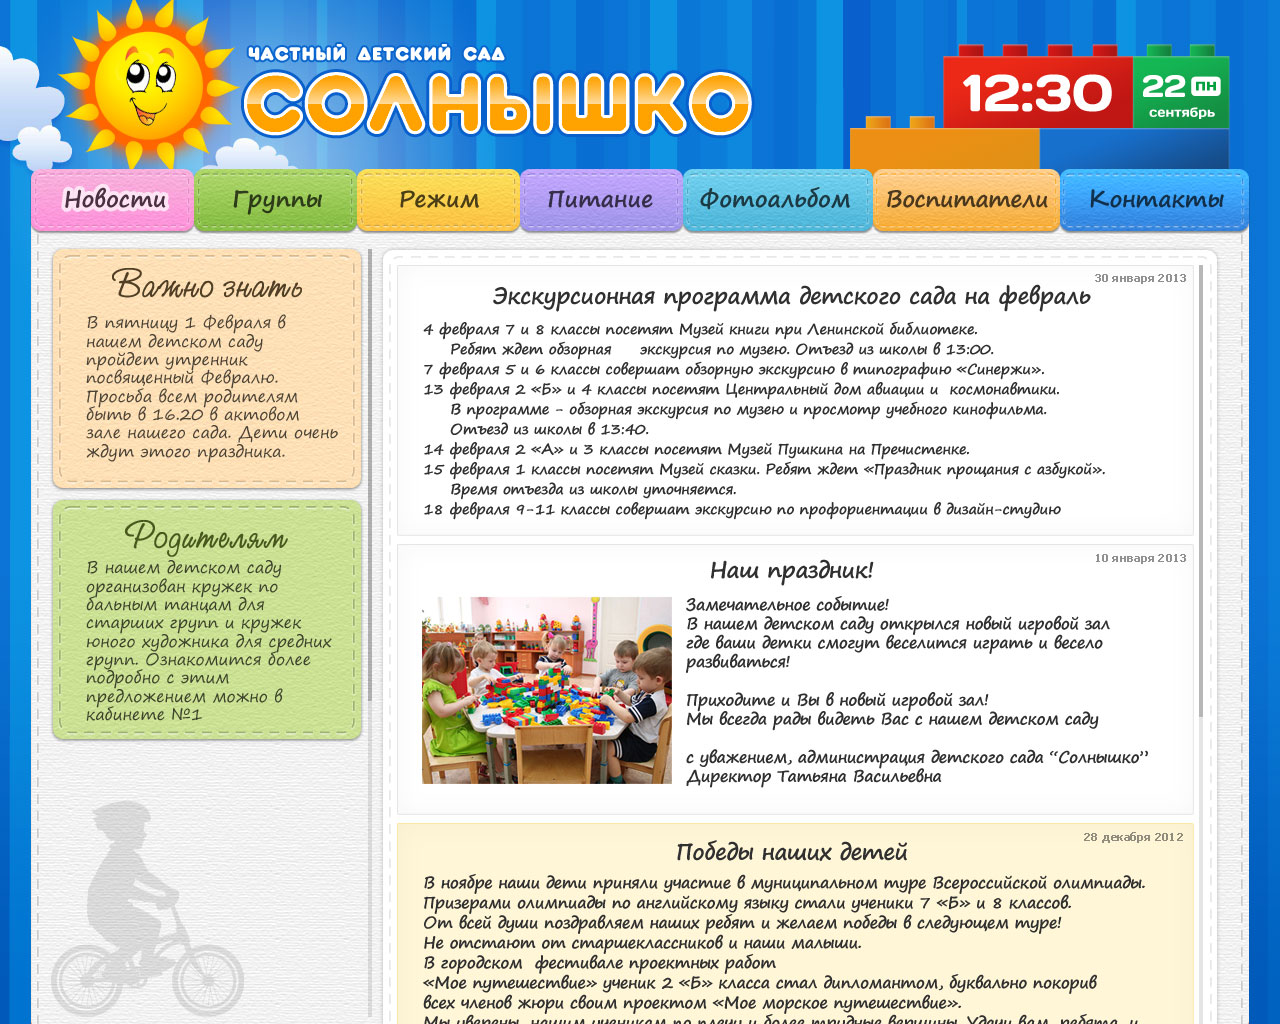 ЧАСТНЫЙ ДЕТСКИЙ САД
СОЛНЫШКО
12:30
22 ПН
сентябрь
Новости
Группы
Режим
Питание
Фотоальбом
Воспитатели
Контакты
Важно знать
В пятницу 1 Февраля в
нашем детском саду
пройдет утренник
посвященный Февралю.
Просьба всем родителям
быть в 16.20 в актовом
зале нашего сада. Дети очень
ждут этого праздника.
Родителям
В нашем детском саду
организован кружек по
бальным танцам для
старших групп и кружек
юного художника для средних
групп. Ознакомится более
подробно с этим
предложением можно в
кабинете №1
30 января 2013
Экскурсионная программа детского сада на февраль
4 февраля 7 и 8 классы посетят Музей книги при Ленинской библиотеке.
Ребят ждет обзорная экскурсия по музею. Отъезд из школы в 13:00.
7 февраля 5 и 6 классы совершат обзорную экскурсию в типографию «Синержи».
13 февраля 2 «Б» и 4 классы посетят Центральный дом авиации и космонавтики.
В программе - обзорная экскурсия по музею и просмотр учебного кинофильма.
Отъезд из школы в 13:40.
14 февраля 2 «А» и 3 классы посетят Музей Пушкина на Пречистенке.
15 февраля 1 классы посетят Музей сказки. Ребят ждет «Праздник прощания с азбукой».
Время отъезда из школы уточняется.
18 февраля 9-11 классы совершат экскурсию по профориентации в дизайн-студию
10 января 2013
Наш праздник!
Замечательное событие!
В нашем детском саду открылся новый игровой зал
где ваши детки смогут веселится играть и весело
развиваться!
Приходите и Вы в новый игровой зал!
Мы всегда рады видеть Вас с нашем детском саду
с уважением, администрация детского сада “Солнышко”
Директор Татьяна Васильевна
28 декабря 2012
Победы наших детей
В ноябре наши дети приняли участие в муниципальном туре Всероссийской олимпиады.
Призерами олимпиады по английскому языку стали ученики 7 «Б» и 8 классов.
От всей души поздравляем наших ребят и желаем победы в следующем туре!
Не отстают от старшеклассников и наши малыши.
В городском фестивале проектных работ
«Мое путешествие» ученик 2 «Б» класса стал дипломантом, буквально покорив
всех членов жюри своим проектом «Мое морское путешествие».
Мы уверены, нашим ученикам по плечу и более трудные вершины. Удачи вам, ребята, и